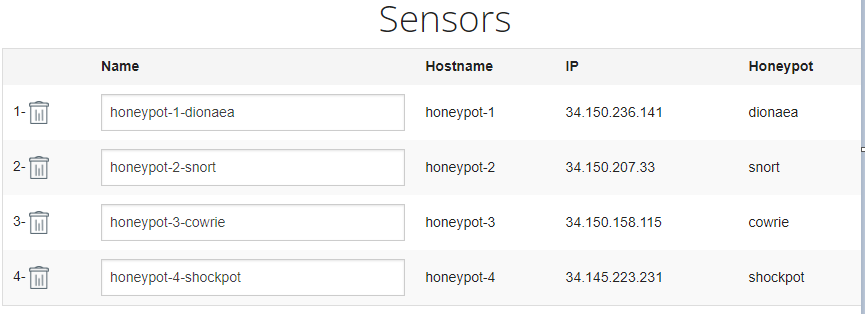 Sensors
Name Hostname IP Honeypot
1- honeypot-1-dionaea honeypot-1 34.150.236.141 dionaea
2- honeypot-2-snort honeypot-2 34.150.207.33 snort
3- honeypot-3-cowrie honeypot-3 34.150.158.115 cowrie
4- honeypot-4-shockpot honeypot-4 34.145.223.231 shockpot